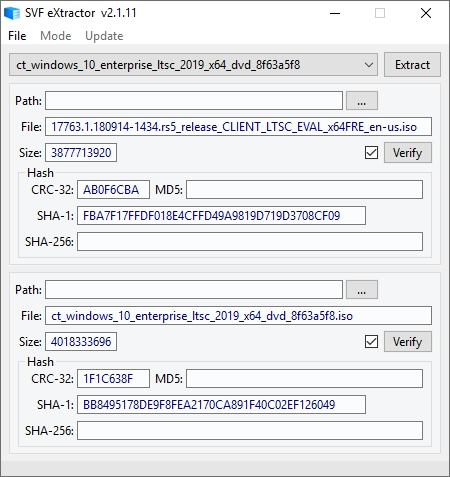 SVF eXtractor v2.1.11
File Mode Update
ct_windows_10_enterprise_ltsc_2019_x64_dvd_8f63a5f8 Extract
Path: ...
File: 17763.1.180914-1434.rs5_release_CLIENT_LTSC_EVAL_x64FRE_en-us.iso
Size: 3877713920 Verify
Hash
CRC-32: AB0F6CBA MD5:
SHA-1: FBA7F17FFDF018E4CFFD49A9819D719D3708CF09
SHA-256:
Path: ...
File: ct_windows_10_enterprise_ltsc_2019_x64_dvd_8f63a5f8.iso
Size: 4018333696 Verify
Hash
CRC-32: 1F1C638F MD5:
SHA-1: BB8495178DE9F8FEA2170CA891F40C02EF126049
SHA-256: